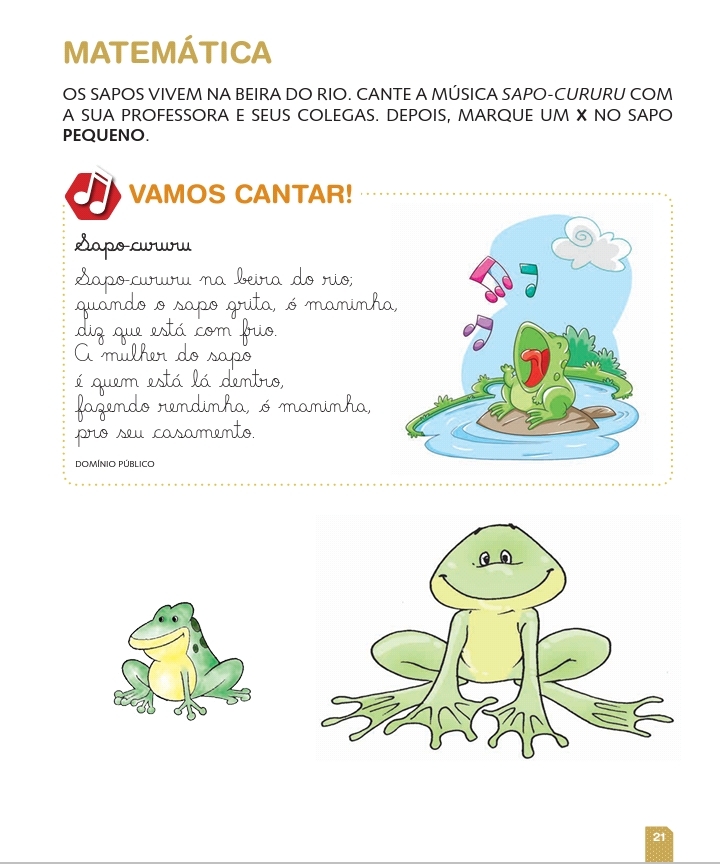 MATEMÁTICA
OS SAPOS VIVEM NA BEIRA DO RIO. CANTE A MÚSICA SAPO-CURURU COM
A SUA PROFESSORA E SEUS COLEGAS. DEPOIS, MARQUE UM X NO SAPO
PEQUENO.
VAMOS CANTAR!
Sapo-cururu
Sapo-cururu na beira do rio;
quando o sapo grita, ó maninha,
diz que está com frio.
A mulher do sapo
é quem está lá dentro,
fazendo rendinha, ó maninha,
pro seu casamento.
DOMÍNIO PÚBLICO
21